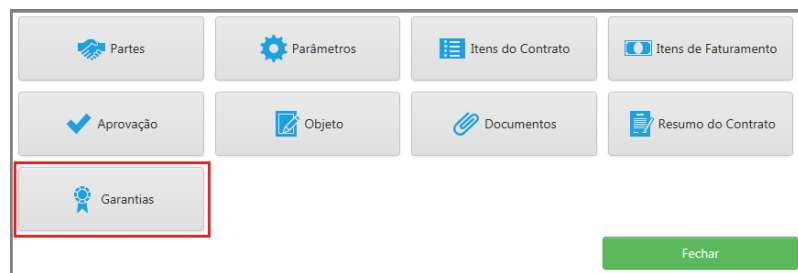 Partes
Parâmetros
Itens do Contrato
Itens de Faturamento
Aprovação
Objeto
Documentos
Resumo do Contrato
Garantias
Fechar